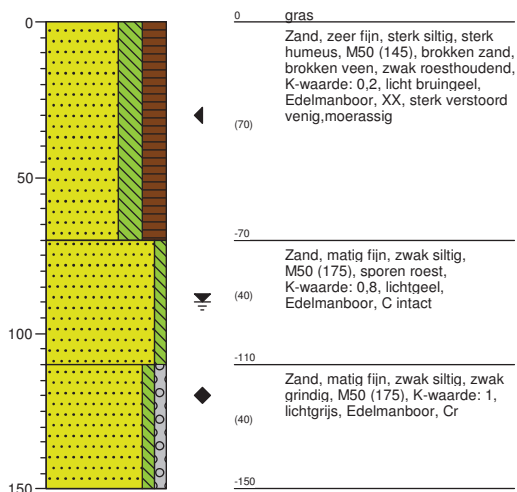 0
0
gras
Zand, zeer fijn, sterk siltig, sterk
humeus, M50 (145), brokken zand,
brokken veen, zwak roesthoudend,
K-waarde: 0,2, licht bruingeel,
Edelmanboor, XX, sterk verstoord
venig,moerassig
(70)
50
-70
Zand, matig fijn, zwak siltig,
M50 (175), sporen roest,
K-waarde: 0,8, lichtgeel,
Edelmanboor, C intact
(40)
100
-110
Zand, matig fijn, zwak siltig, zwak
grindig, M50 (175), K-waarde: 1,
lichtgrijs, Edelmanboor, Cr
(40)
150
-150